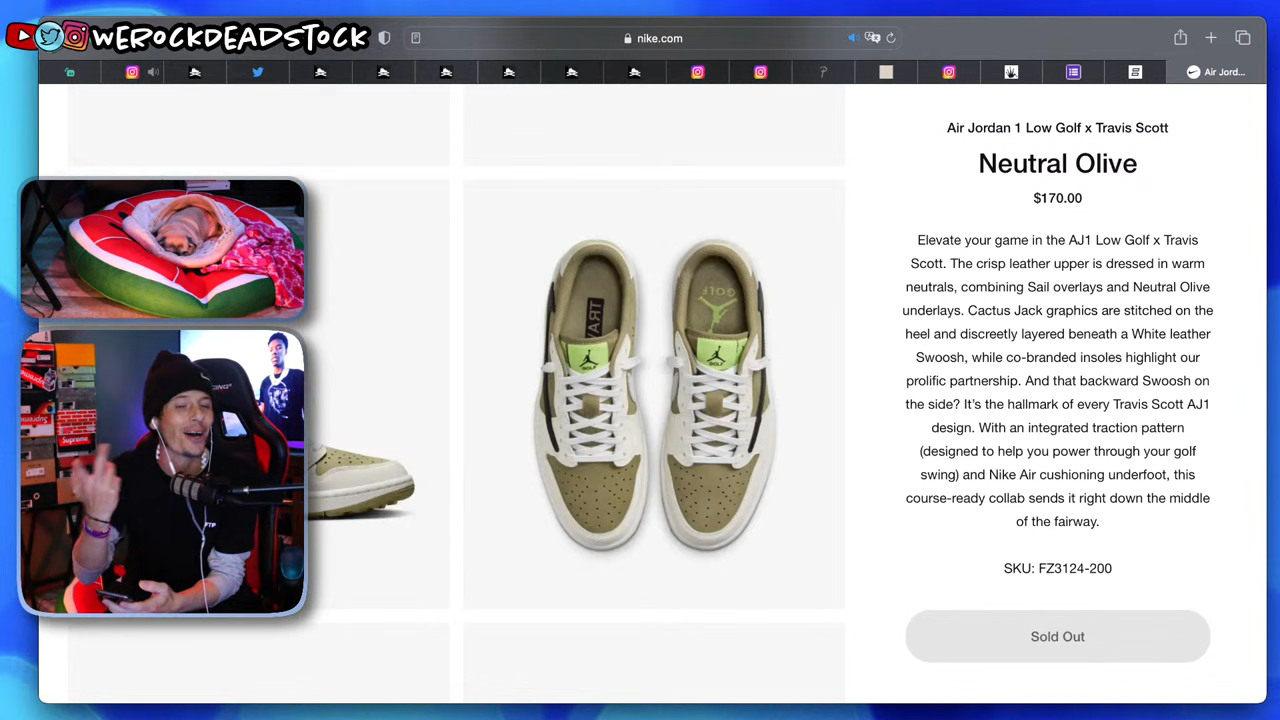 WEROCKDEADSTOCK
nike.com
Air Jord...
Air Jordan 1 Low Golf x Travis Scott
Neutral Olive
$170.00
Elevate your game in the AJ1 Low Golf x Travis
Scott. The crisp leather upper is dressed in warm
neutrals, combining Sail overlays and Neutral Olive
underlays. Cactus Jack graphics are stitched on the
heel and discreetly layered beneath a White leather
Swoosh, while co-branded insoles highlight our
prolific partnership. And that backward Swoosh on
the side? It's the hallmark of every Travis Scott AJ1
design. With an integrated traction pattern
(designed to help you power through your golf
swing) and Nike Air cushioning underfoot, this
course-ready collab sends it right down the middle
of the fairway.
SKU: FZ3124-200
Sold Out
TRAV
GOLF
GOLF
GOLF
Supreme